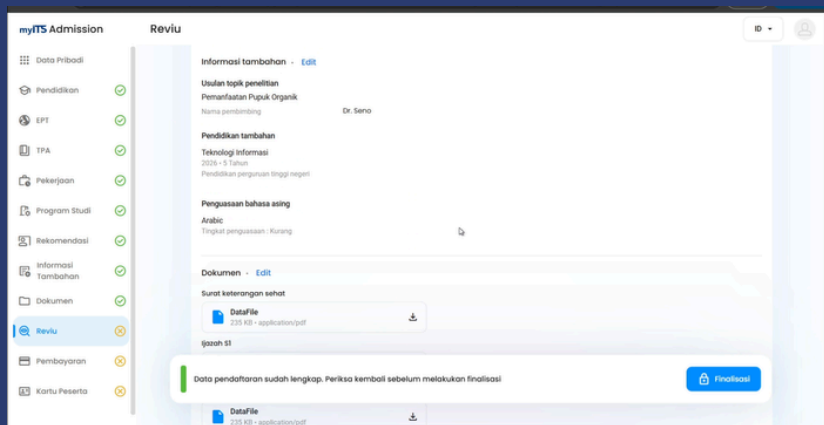 myITS Admission
Reviu
ID
Data Pribadi
Pendidikan
EPT
TPA
Pekerjaan
Program Studi
Rekomendasi
Informasi
Tambahan
Dokumen
Reviu
Pembayaran
Kartu Peserta
Informasi tambahan - Edit
Usulan topik penelitian
Pemanfaatan Pupuk Organik
Nama pembimbing Dr. Seno
Pendidikan tambahan
Teknologi Informasi
2026 • 5 Tahun
Pendidikan perguruan tinggi negeri
Penguasaan bahasa asing
Arabic
Tingkat penguasaan : Kurang
Dokumen - Edit
Surat keterangan sehat
DataFile
235 KB • application/pdf
Ijazah S1
Data pendaftaran sudah lengkap. Periksa kembali sebelum melakukan finalisasi
Finalisasi
DataFile
235 KB • application/pdf